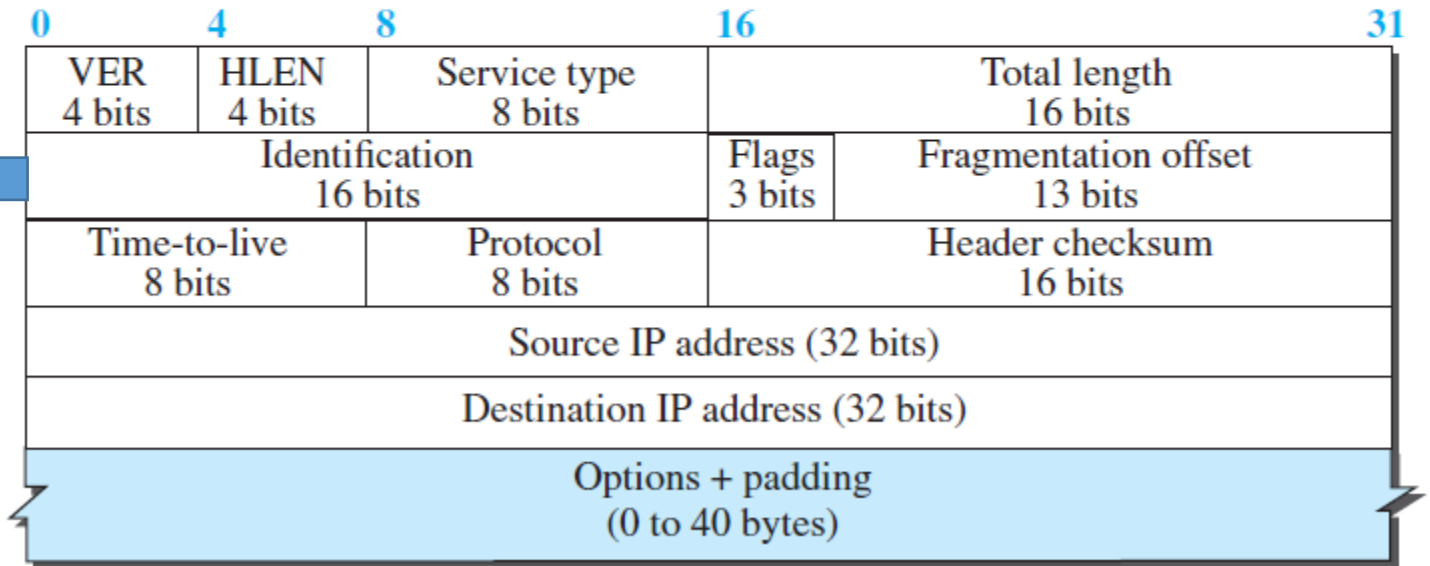 0 4 8 16 31
VER HLEN Service type Total length
4 bits 4 bits 8 bits 16 bits
Identification Flags Fragmentation offset
16 bits 3 bits 13 bits
Time-to-live Protocol Header checksum
8 bits 8 bits 16 bits
Source IP address (32 bits)
Destination IP address (32 bits)
Options + padding
(0 to 40 bytes)